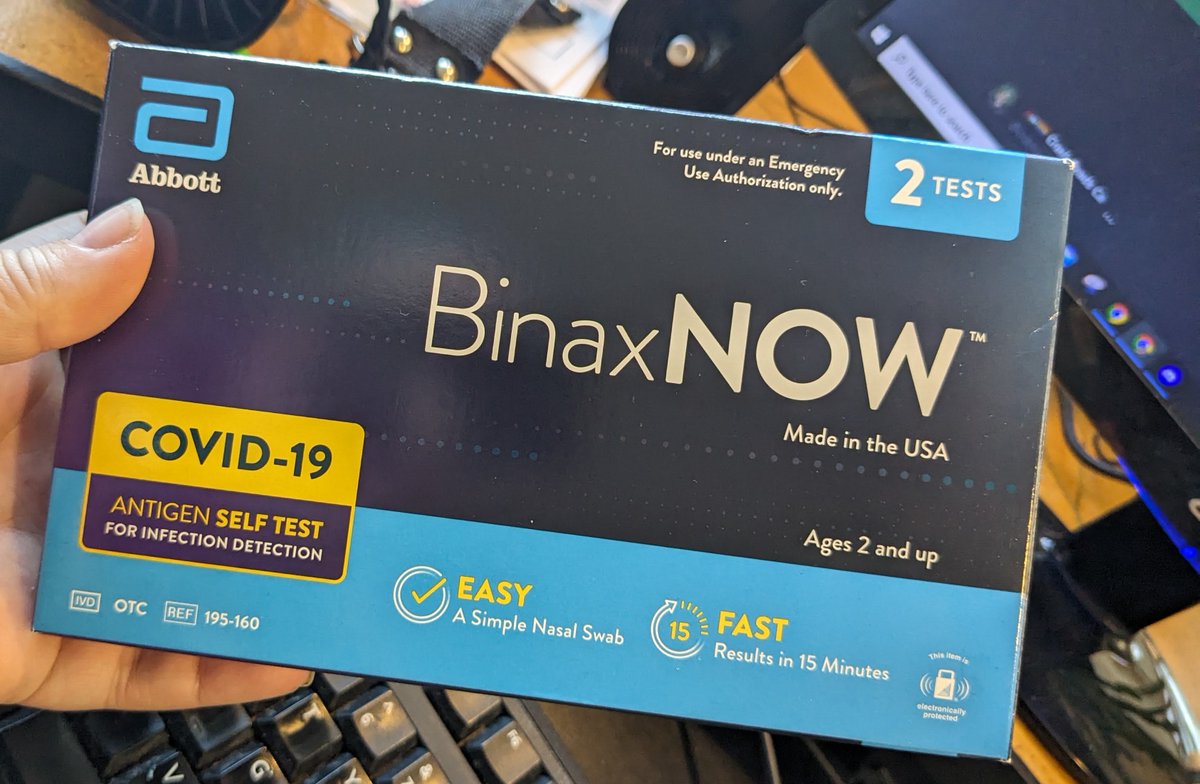 Abbott
For use under an Emergency
Use Authorization only.
2 TESTS
BinaxNOW™
Made in the USA
COVID-19
ANTIGEN SELF TEST
FOR INFECTION DETECTION
Ages 2 and up
IVD OTC REF 195-160
EASY
A Simple Nasal Swab
15
FAST
Results in 15 Minutes
This item is
electronically
protected
V
G
Y